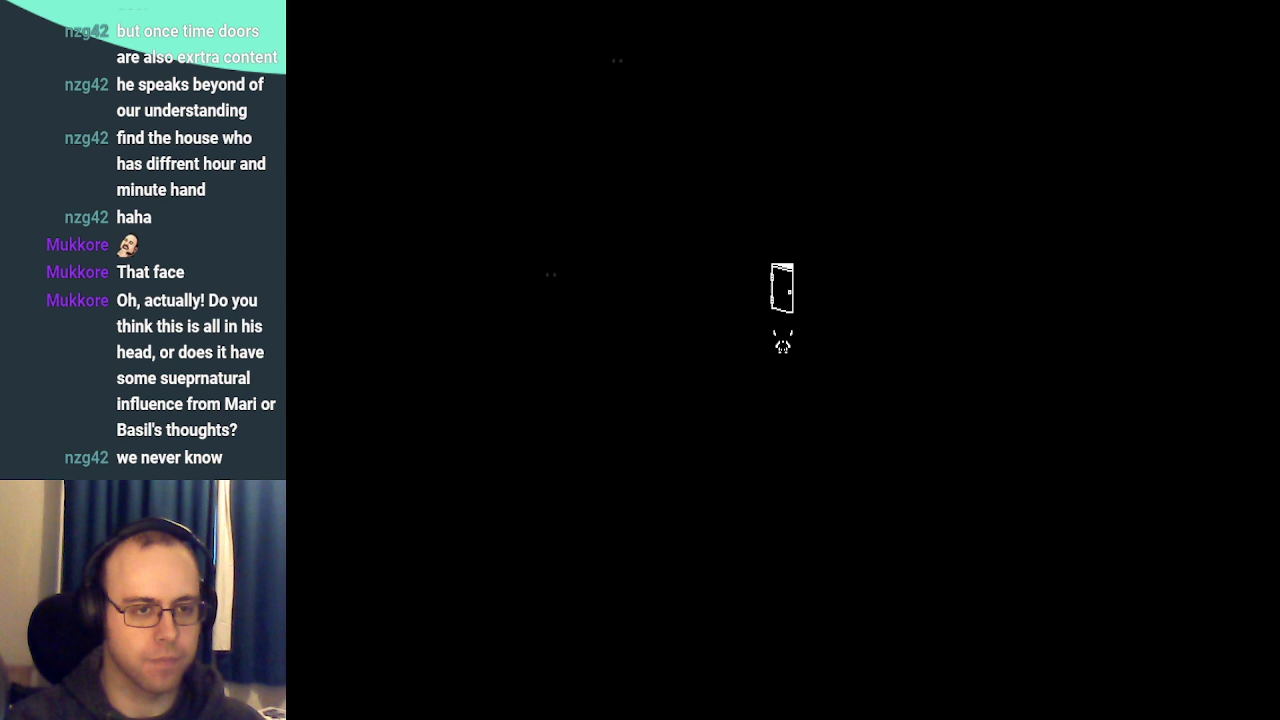 nzg42 but once time doors
are also exrtra content
nzg42 he speaks beyond of
our understanding
nzg42 find the house who
has diffrent hour and
minute hand
nzg42 haha
Mukkore
Mukkore That face
Mukkore Oh, actually! Do you
think this is all in his
head, or does it have
some sueprnatural
influence from Mari or
Basil's thoughts?
nzg42 we never know